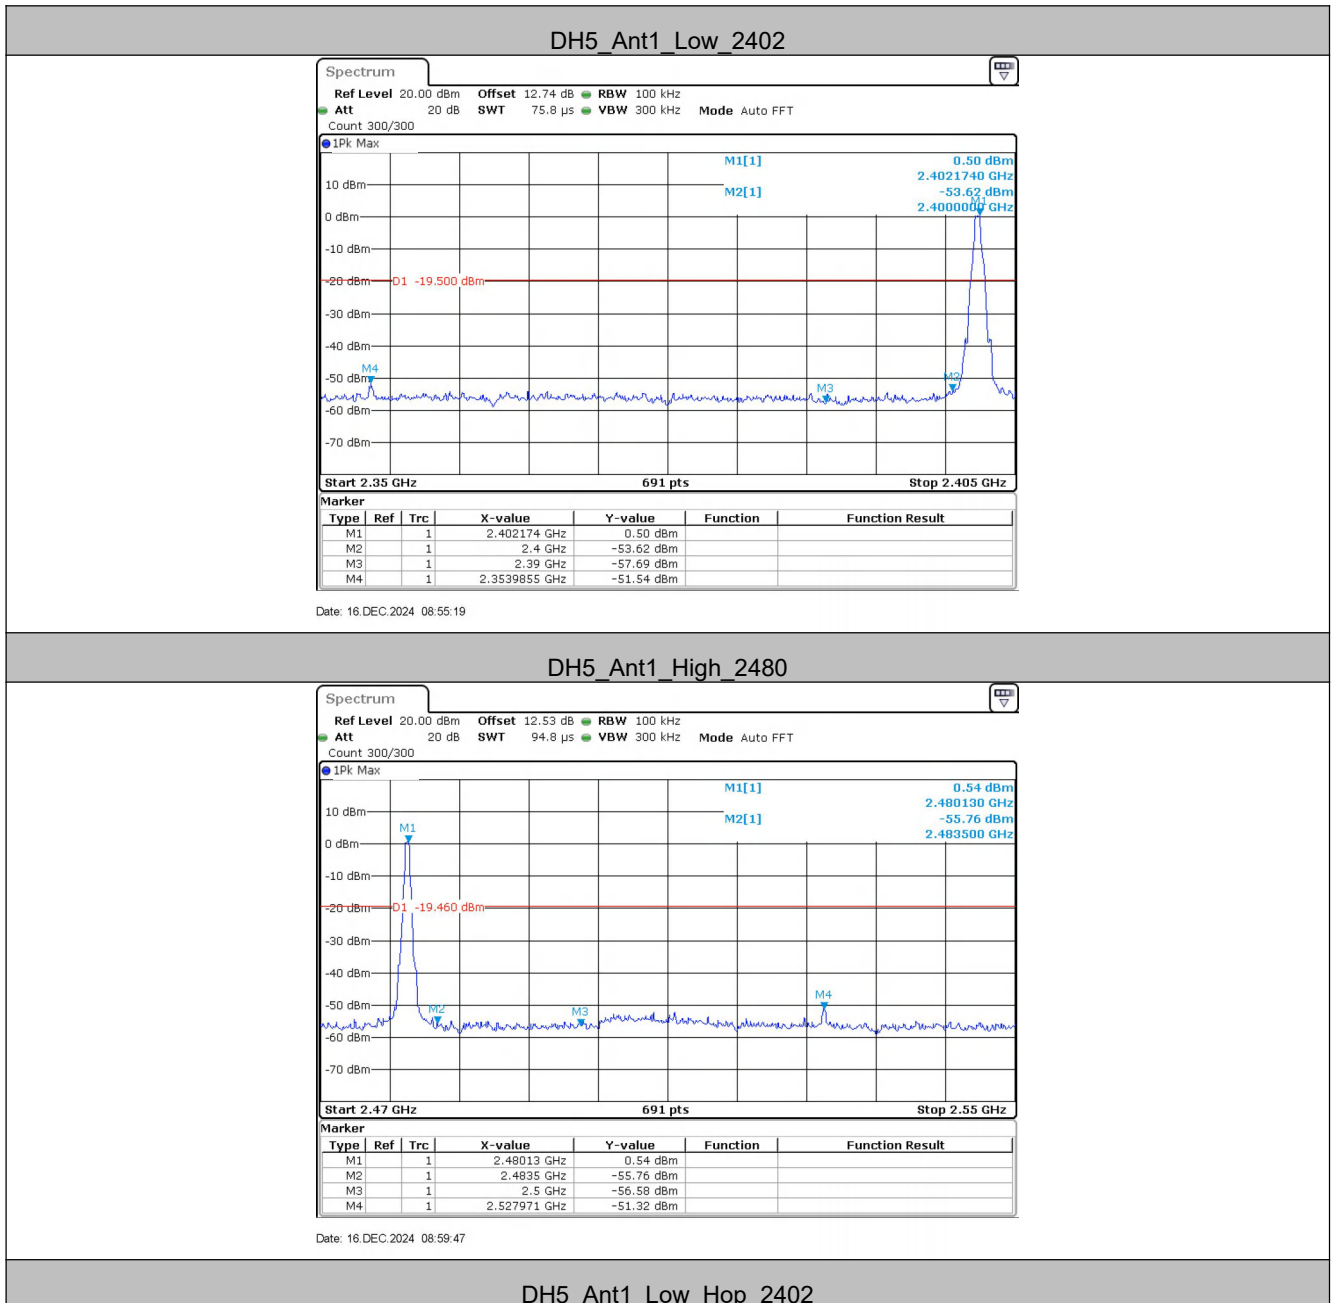 DH5_Ant1_Low_2402
Spectrum
Ref Level 20.00 dBm Offset 12.74 dB RBW 100 kHz
Att 20 dB SWT 75.8 µs VBW 300 kHz Mode Auto FFT
Count 300/300
1Pk Max
M1[1] 0.50 dBm
2.4021740 GHz
M2[1] -53.62 dBm
2.4000000 GHz
M1
10 dBm
0 dBm
-10 dBm
-20 dBm D1 -19.500 dBm
-30 dBm
-40 dBm
M4
-50 dBm
M2
M3
-60 dBm
-70 dBm
Start 2.35 GHz 691 pts Stop 2.405 GHz
Marker
Type Ref Trc X-value Y-value Function Function Result
M1 1 2.402174 GHz 0.50 dBm
M2 1 2.4 GHz -53.62 dBm
M3 1 2.39 GHz -57.69 dBm
M4 1 2.3539855 GHz -51.54 dBm
Date: 16.DEC.2024 08:55:19
DH5_Ant1_High_2480
Spectrum
Ref Level 20.00 dBm Offset 12.53 dB RBW 100 kHz
Att 20 dB SWT 94.8 µs VBW 300 kHz Mode Auto FFT
Count 300/300
1Pk Max
M1[1] 0.54 dBm
2.480130 GHz
M2[1] -55.76 dBm
2.483500 GHz
10 dBm
M1
0 dBm
-10 dBm
-20 dBm D1 -19.460 dBm
-30 dBm
-40 dBm
M4
-50 dBm
M2
M3
-60 dBm
-70 dBm
Start 2.47 GHz 691 pts Stop 2.55 GHz
Marker
Type Ref Trc X-value Y-value Function Function Result
M1 1 2.48013 GHz 0.54 dBm
M2 1 2.4835 GHz -55.76 dBm
M3 1 2.5 GHz -56.58 dBm
M4 1 2.527971 GHz -51.32 dBm
Date: 16.DEC.2024 08:59:47
DH5_Ant1_Low_Hop_2402